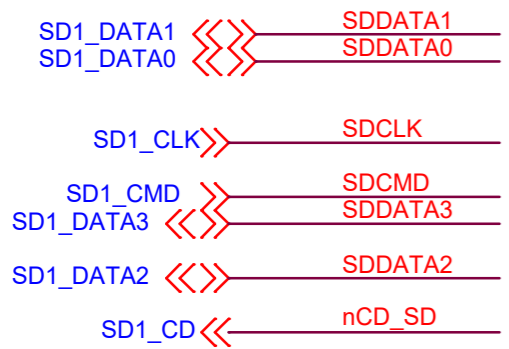 SD1_DATA1 SDDATA1
SD1_DATA0 SDDATA0
SD1_CLK SDCLK
SD1_CMD SDCMD
SD1_DATA3 SDDATA3
SD1_DATA2 SDDATA2
SD1_CD nCD_SD